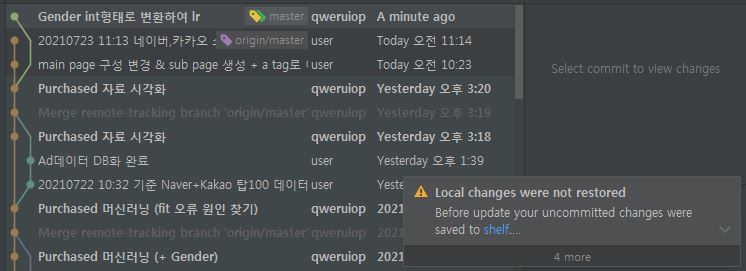 Gender int형태로 변환하여 lr master qweruiop A minute ago
20210723 11:13 네이버,카카오 origin/master user Today 오전 11:14
main page 구성 변경 & sub page 생성 + a tag로 user Today 오전 10:23
Purchased 자료 시각화 qweruiop Yesterday 오후 3:20
Merge remote-tracking branch 'origin/master' qweruiop Yesterday 오후 3:19
Purchased 자료 시각화 qweruiop Yesterday 오후 3:18
Ad데이터 DB화 완료 user Yesterday 오후 1:39
20210722 10:32 기준 Naver+Kakao 탑100 데이터 user Yesterday
Purchased 머신러닝 (fit 오류 원인 찾기) qweruiop 2021
Merge remote-tracking branch 'origin/master' qweruiop 2021
Purchased 머신러닝 (+ Gender) qweruiop 2021
Select commit to view changes
Local changes were not restored
Before update your uncommitted changes were
saved to shelf....
4 more